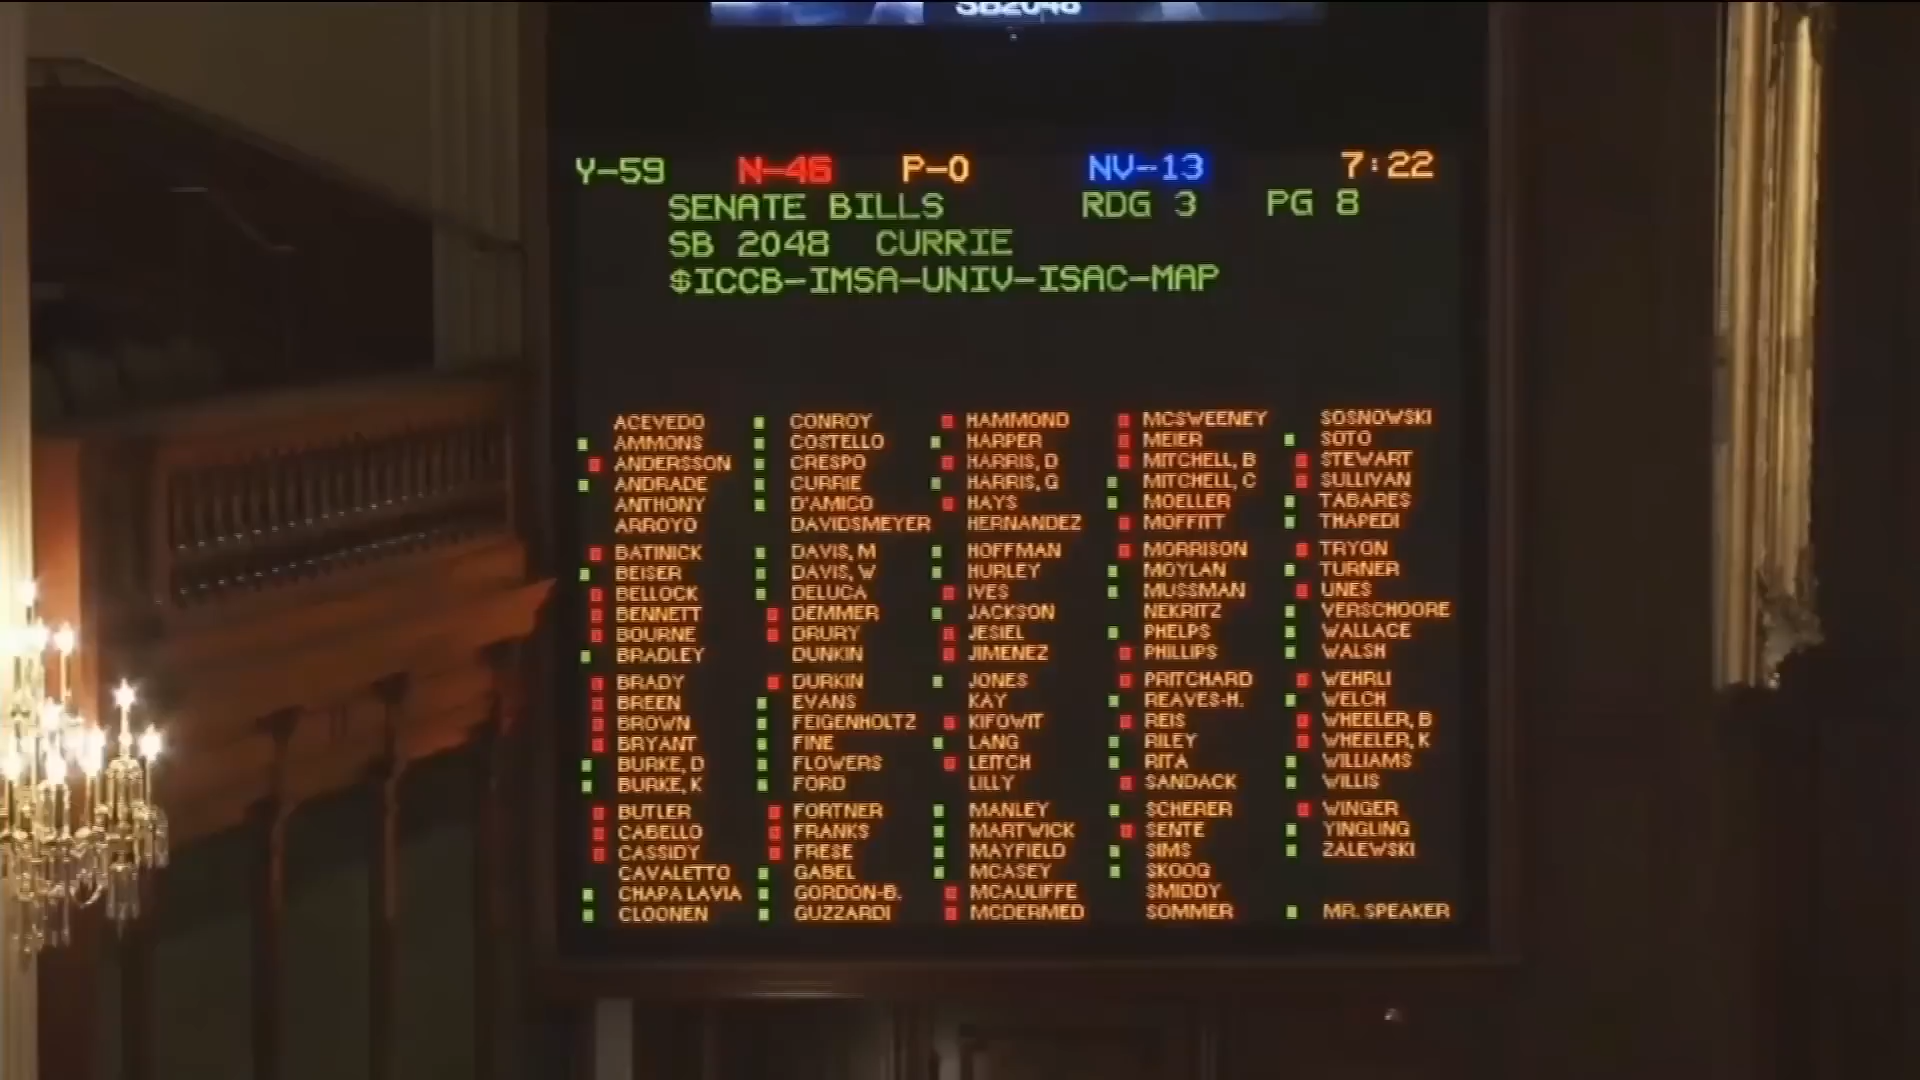 SB2048
Y-59 N-46 P-0 NV-13 7:22
SENATE BILLS RDG 3 PG 8
SB 2048 CURRIE
$ICCB-IMSA-UNIV-ISAC-MAP
ACEVEDO CONROY HAMMOND MCSWEENEY SOSNOWSKI
AMMONS COSTELLO HARPER MEIER SOTO
ANDERSSON CRESPO HARRIS, D MITCHELL, B STEWART
ANDRADE CURRIE HARRIS, G MITCHELL, C SULLIVAN
ANTHONY D'AMICO HAYS MOELLER TABARES
ARROYO DAVIDSMEYER HERNANDEZ MOFFITT THAPEDI
BATINICK DAVIS, M HOFFMAN MORRISON TRYON
BEISER DAVIS, W HURLEY MOYLAN TURNER
BELLOCK DELUCA IVES MUSSMAN UNES
BENNETT DEMMER JACKSON NEKRITZ VERSCHOORE
BOURNE DRURY JESIEL PHELPS WALLACE
BRADLEY DUNKIN JIMENEZ PHILLIPS WALSH
BRADY DURKIN JONES PRITCHARD WEHRLI
BREEN EVANS KAY REAVES-H. WELCH
BROWN FEIGENHOLTZ KIFOWIT REIS WHEELER, B
BRYANT FINE LANG RILEY WHEELER, K
BURKE, D FLOWERS LEITCH RITA WILLIAMS
BURKE, K FORD LILLY SANDACK WILLIS
BUTLER FORTNER MANLEY SCHERER WINGER
CABELLO FRANKS MARTWICK SENTE YINGLING
CASSIDY FRESE MAYFIELD SIMS ZALEWSKI
CAVALETTO GABEL MCASEY SKOOG
CHAPA LAVIA GORDON-B. MCAULIFFE SMIDDY
CLOONEN GUZZARDI MCDERMED SOMMER MR. SPEAKER